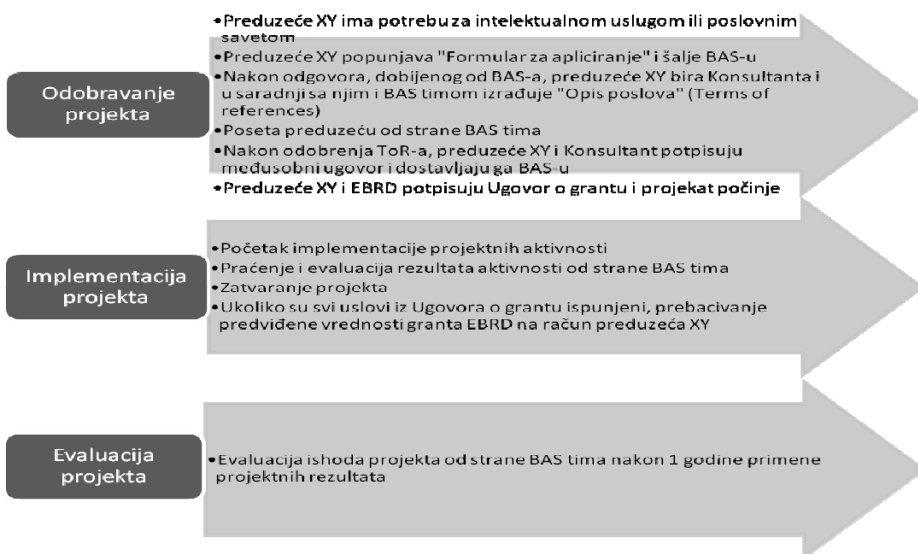 Odobravanje
projekta
•Preduzeće XY ima potrebu za intelektualnom uslugom ili poslovnim
savetom
•Preduzeće XY popunjava "Formular za apliciranje" i šalje BAS-u
•Nakon odgovora, dobijenog od BAS-a, preduzeće XY bira Konsultanta i
u saradnji sa njim i BAS timom izrađuje "Opis poslova" (Terms of
references)
•Poseta preduzeću od strane BAS tima
•Nakon odobrenja ToR-a, preduzeće XY i Konsultant potpisuju
međusobni ugovor i dostavljaju ga BAS-u
•Preduzeće XY i EBRD potpisuju Ugovor o grantu i projekat počinje
Implementacija
projekta
•Početak implementacije projektnih aktivnosti
•Praćenje i evaluacija rezultata aktivnosti od strane BAS tima
•Zatvaranje projekta
•Ukoliko su svi uslovi iz Ugovora o grantu ispunjeni, prebacivanje
predviđene vrednosti granta EBRD na račun preduzeća XY
Evaluacija
projekta
•Evaluacija ishoda projekta od strane BAS tima nakon 1 godine primene
projektnih rezultata